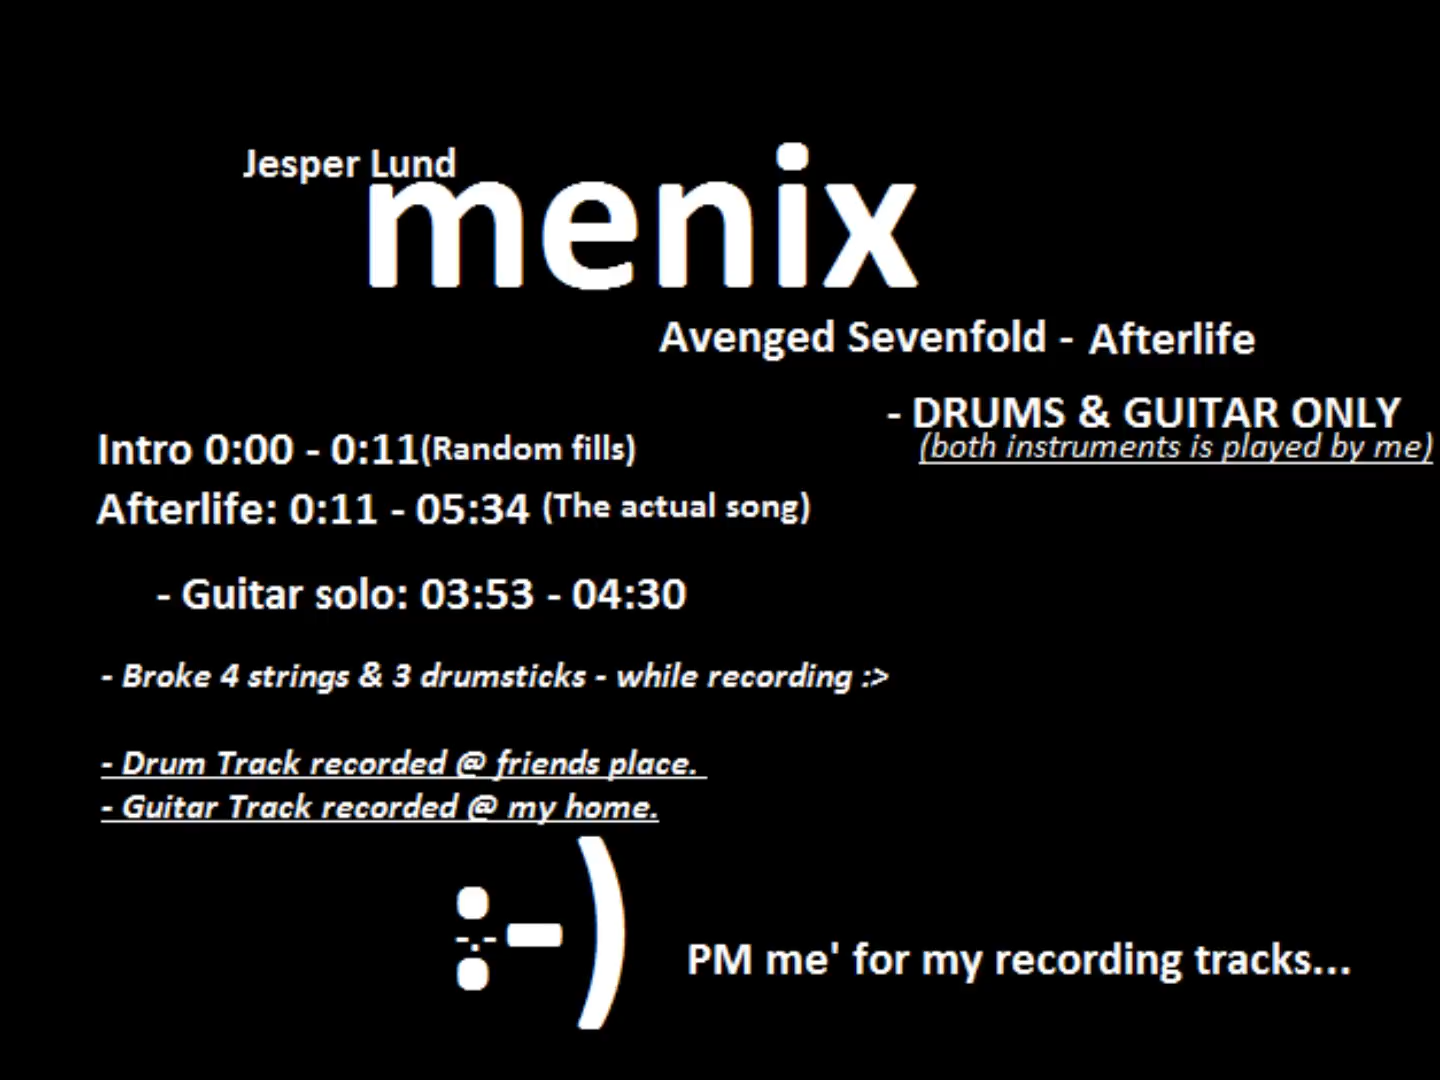 Jesper Lund
menix
Avenged Sevenfold - Afterlife
- DRUMS & GUITAR ONLY
(both instruments is played by me)
Intro 0:00 - 0:11(Random fills)
Afterlife: 0:11 - 05:34 (The actual song)
- Guitar solo: 03:53 - 04:30
- Broke 4 strings & 3 drumsticks - while recording :>
- Drum Track recorded @ friends place.
- Guitar Track recorded @ my home.
:-)
-.-
PM me' for my recording tracks...